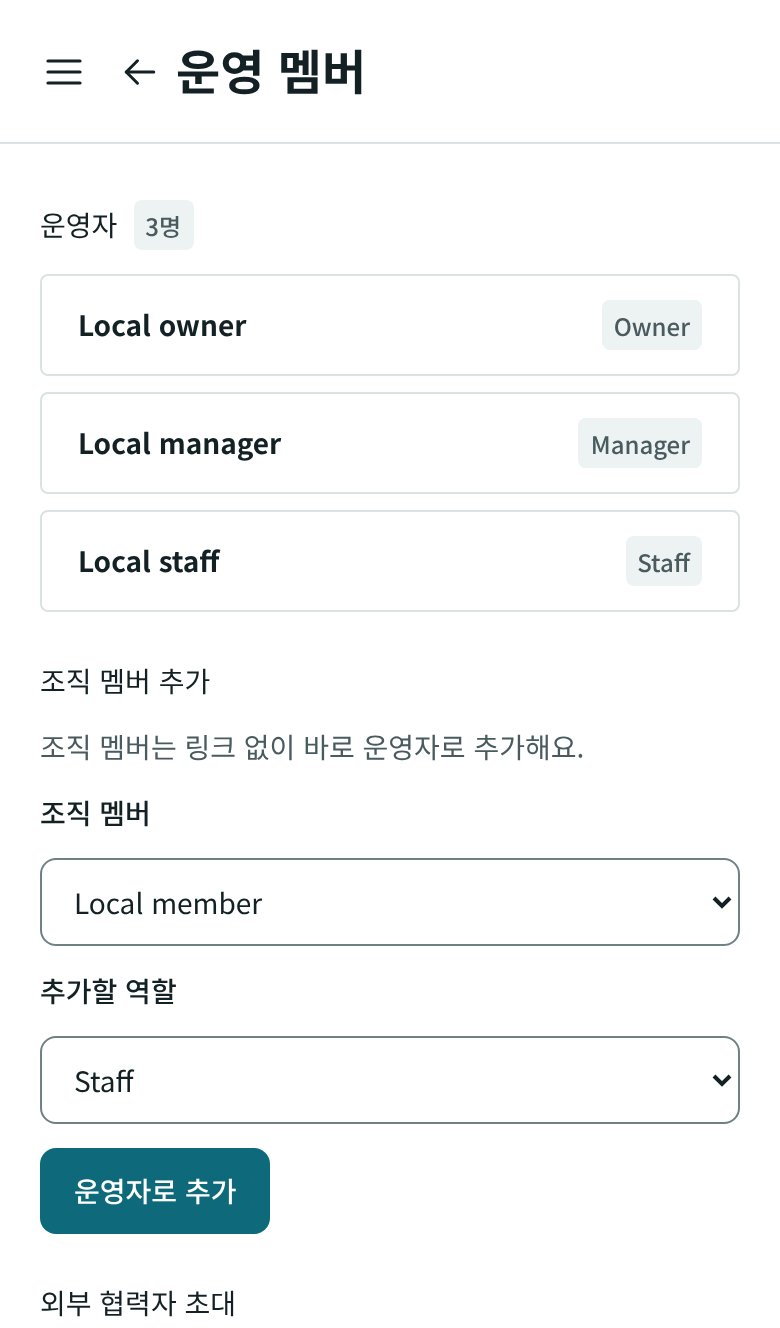 운영 멤버
운영자 3명
Local owner Owner
Local manager Manager
Local staff Staff
조직 멤버 추가
조직 멤버는 링크 없이 바로 운영자로 추가해요.
조직 멤버
Local member
추가할 역할
Staff
운영자로 추가
외부 협력자 초대